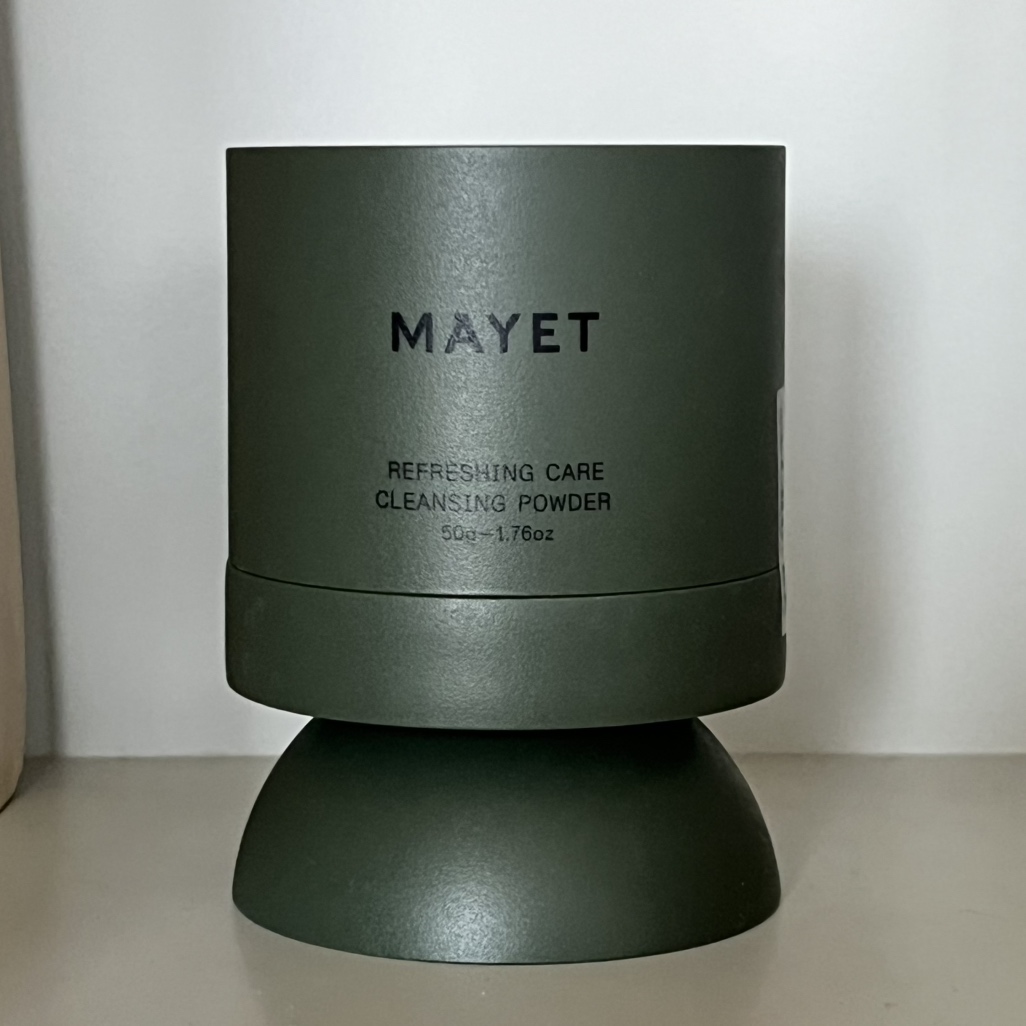 MAYET
REFRESHING CARE
CLEANSING POWDER
50g—1.76oz